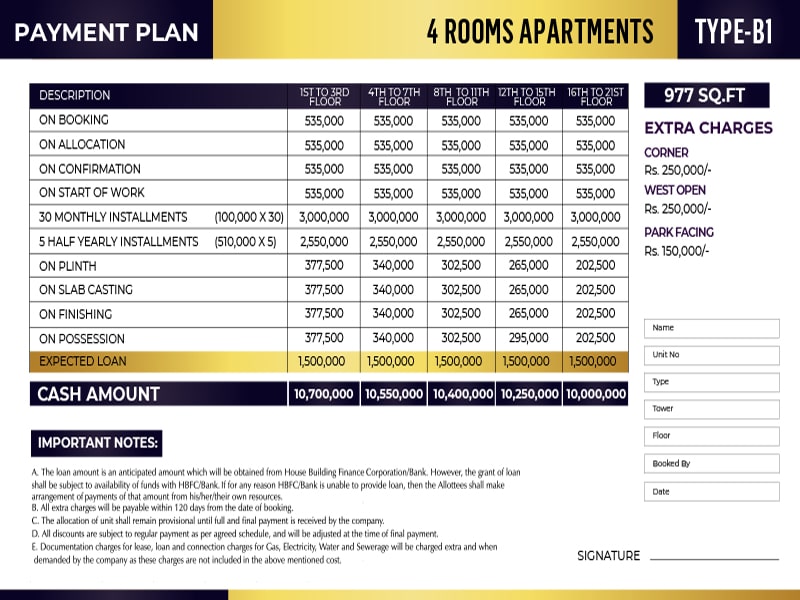 PAYMENT PLAN 4 ROOMS APARTMENTS TYPE-B1
DESCRIPTION 1ST TO 3RD FLOOR 4TH TO 7TH FLOOR 8TH TO 11TH FLOOR 12TH TO 15TH FLOOR 16TH TO 21ST FLOOR
ON BOOKING 535,000 535,000 535,000 535,000 535,000
ON ALLOCATION 535,000 535,000 535,000 535,000 535,000
ON CONFIRMATION 535,000 535,000 535,000 535,000 535,000
ON START OF WORK 535,000 535,000 535,000 535,000 535,000
30 MONTHLY INSTALLMENTS (100,000 X 30) 3,000,000 3,000,000 3,000,000 3,000,000 3,000,000
5 HALF YEARLY INSTALLMENTS (510,000 X 5) 2,550,000 2,550,000 2,550,000 2,550,000 2,550,000
ON PLINTH 377,500 340,000 302,500 265,000 202,500
ON SLAB CASTING 377,500 340,000 302,500 265,000 202,500
ON FINISHING 377,500 340,000 302,500 265,000 202,500
ON POSSESSION 377,500 340,000 302,500 295,000 202,500
EXPECTED LOAN 1,500,000 1,500,000 1,500,000 1,500,000 1,500,000
CASH AMOUNT 10,700,000 10,550,000 10,400,000 10,250,000 10,000,000
977 SQ.FT
EXTRA CHARGES
CORNER
Rs. 250,000/-
WEST OPEN
Rs. 250,000/-
PARK FACING
Rs. 150,000/-
Name
Unit No
Type
Tower
Floor
Booked By
Date
IMPORTANT NOTES:
A. The loan amount is an anticipated amount which will be obtained from House Building Finance Corporation/Bank. However, the grant of loan
shall be subject to availability of funds with HBFC/Bank. If for any reason HBFC/Bank is unable to provide loan, then the Allottees shall make
arrangement of payments of that amount from his/her/their own resources.
B. All extra charges will be payable within 120 days from the date of booking.
C. The allocation of unit shall remain provisional until full and final payment is received by the company.
D. All discounts are subject to regular payment as per agreed schedule, and will be adjusted at the time of final payment.
E. Documentation charges for lease, loan and connection charges for Gas, Electricity, Water and Sewerage will be charged extra and when
demanded by the company as these charges are not included in the above mentioned cost.
SIGNATURE